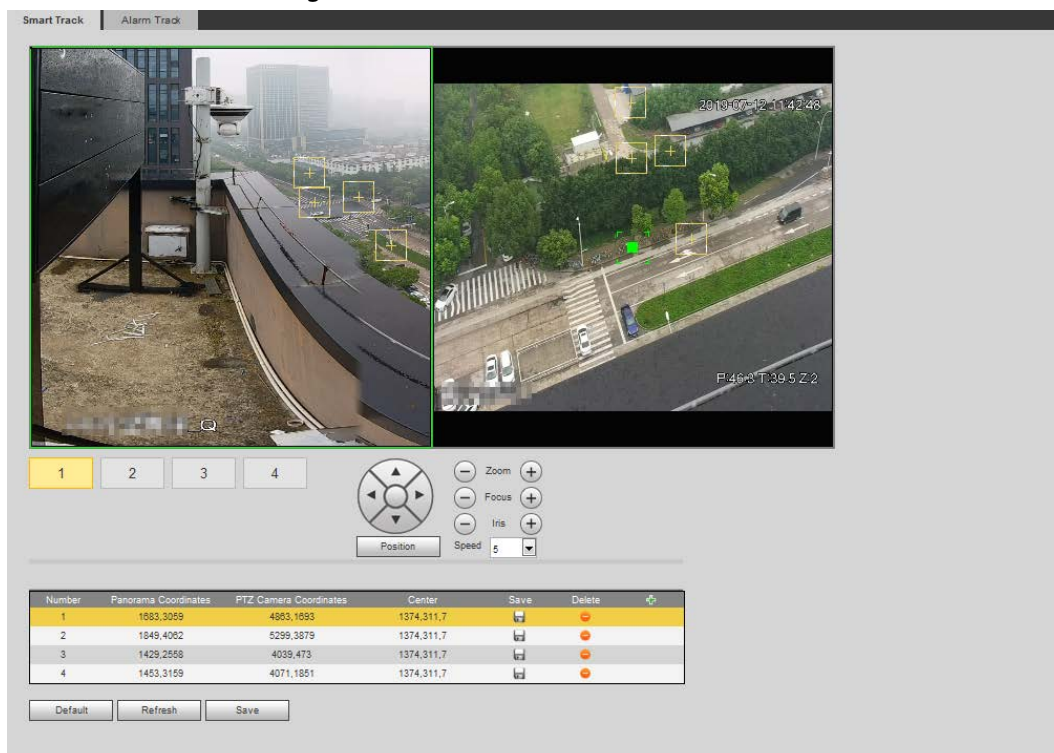 Smart Track Alarm Track
2019-07-12 11:42:48
P:46.8 T:39.5 Z:2
1 2 3 4
Zoom
Focus
Iris
Position Speed 5
Number Panorama Coordinates PTZ Camera Coordinates Center Save Delete
1 1683,3059 4863,1693 1374,311,7
2 1849,4062 5299,3879 1374,311,7
3 1429,2558 4039,473 1374,311,7
4 1453,3159 4071,1851 1374,311,7
Default Refresh Save